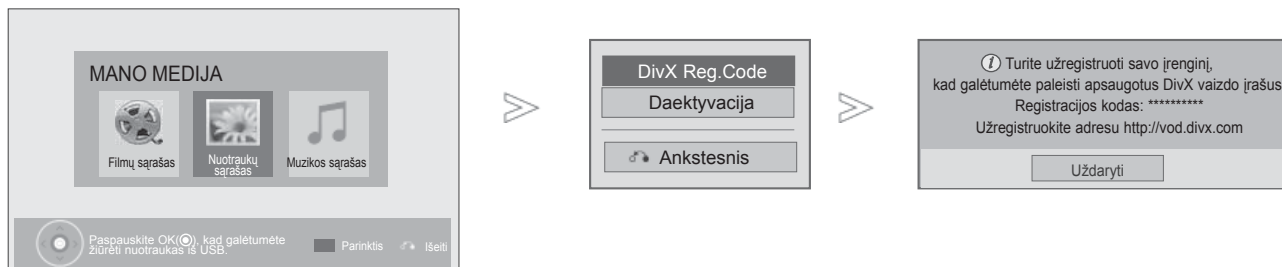 MANO MEDIJA
Filmų sąrašas
Nuotraukų
sąrašas
Muzikos sąrašas
Paspauskite OK(◉), kad galėtumėte
žiūrėti nuotraukas iš USB.
Parinktis
Išeiti
DivX Reg.Code
Daektyvacija
Ankstesnis
Turite užregistruoti savo įrenginį,
kad galėtumėte paleisti apsaugotus DivX vaizdo įrašus
Registracijos kodas: **********
Užregistruokite adresu http://vod.divx.com
Uždaryti